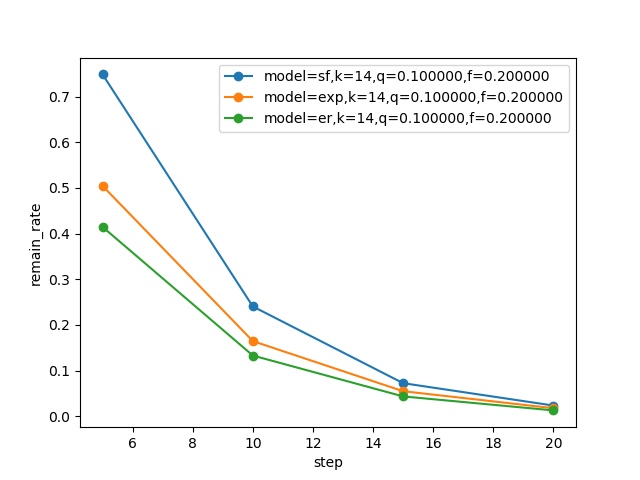 model=sf,k=14,q=0.100000,f=0.200000
model=exp,k=14,q=0.100000,f=0.200000
model=er,k=14,q=0.100000,f=0.200000
remain_rate
0.7
0.6
0.5
0.4
0.3
0.2
0.1
0.0
6 8 10 12 14 16 18 20
step